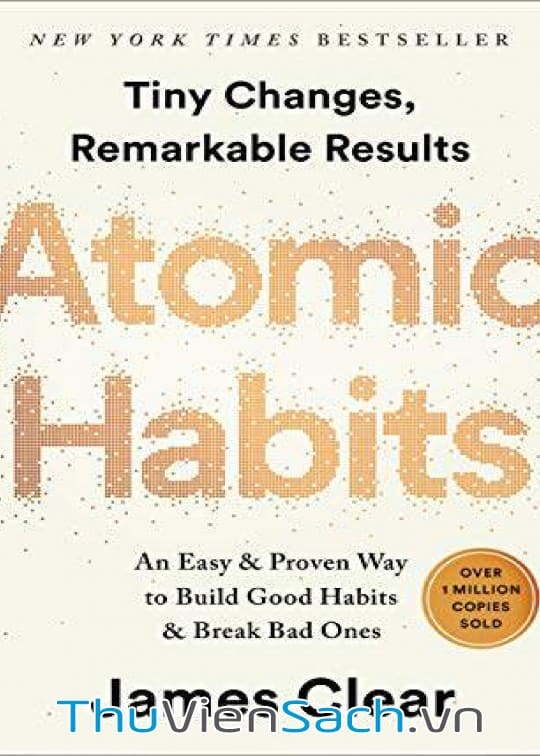 NEW YORK TIMES BESTSELLER
Tiny Changes,
Remarkable Results
Atomic
Habits
An Easy & Proven Way
to Build Good Habits
& Break Bad Ones
OVER
1 MILLION
COPIES
SOLD
James Clear
ThuVienSach.vn